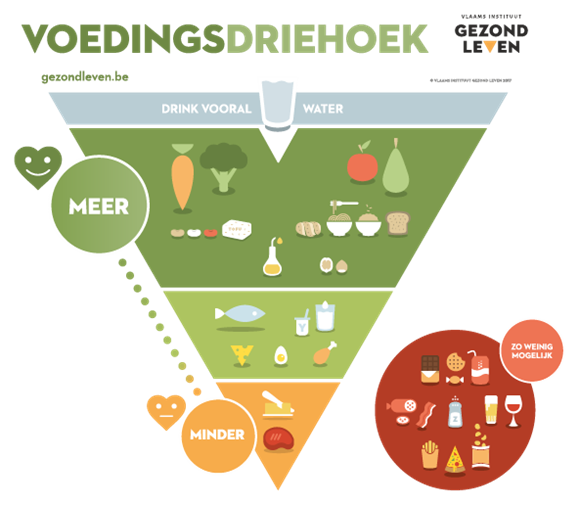 VOEDINGSDRIEHOEK
VLAAMS INSTITUUT
GEZOND
LEVEN
gezondleven.be
© VLAAMS INSTITUUT GEZOND LEVEN 2017
DRINK VOORAL WATER
MEER
MINDER
ZO WEINIG
MOGELIJK